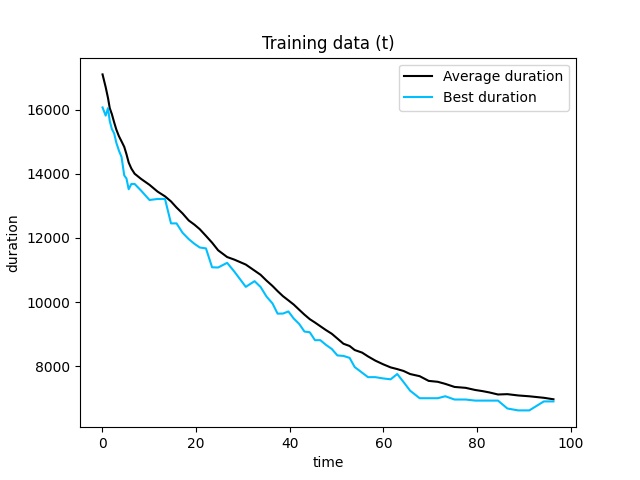 Training data (t)
Average duration
Best duration
16000
14000
12000
10000
8000
duration
0 20 40 60 80 100
time